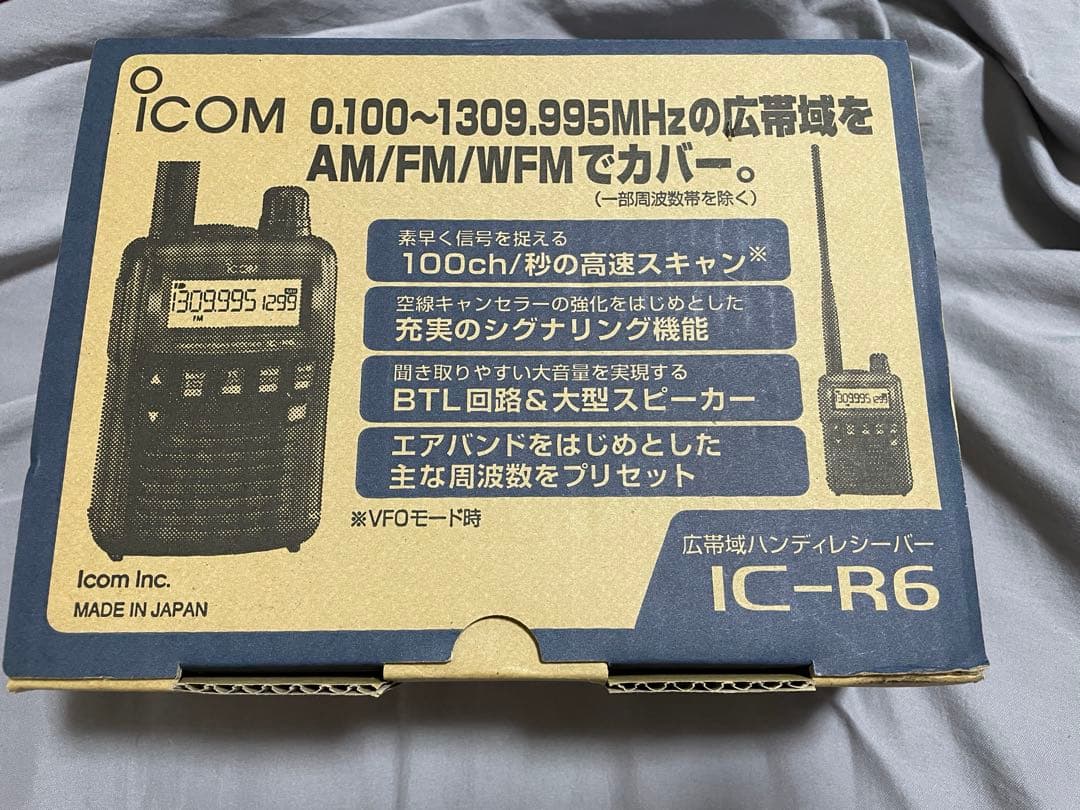 iCOM
0.100〜1309.995MHzの広帯域を
AM/FM/WFMでカバー。
（一部周波数帯を除く）
素早く信号を捉える
100ch/秒の高速スキャン※
空線キャンセラーの強化をはじめとした
充実のシグナリング機能
聞き取りやすい大音量を実現する
BTL回路&大型スピーカー
エアバンドをはじめとした
主な周波数をプリセット
※VFOモード時
iCOM
1309.995 1299
FM
1309.995 1299
Icom Inc.
MADE IN JAPAN
広帯域ハンディレシーバー
IC-R6